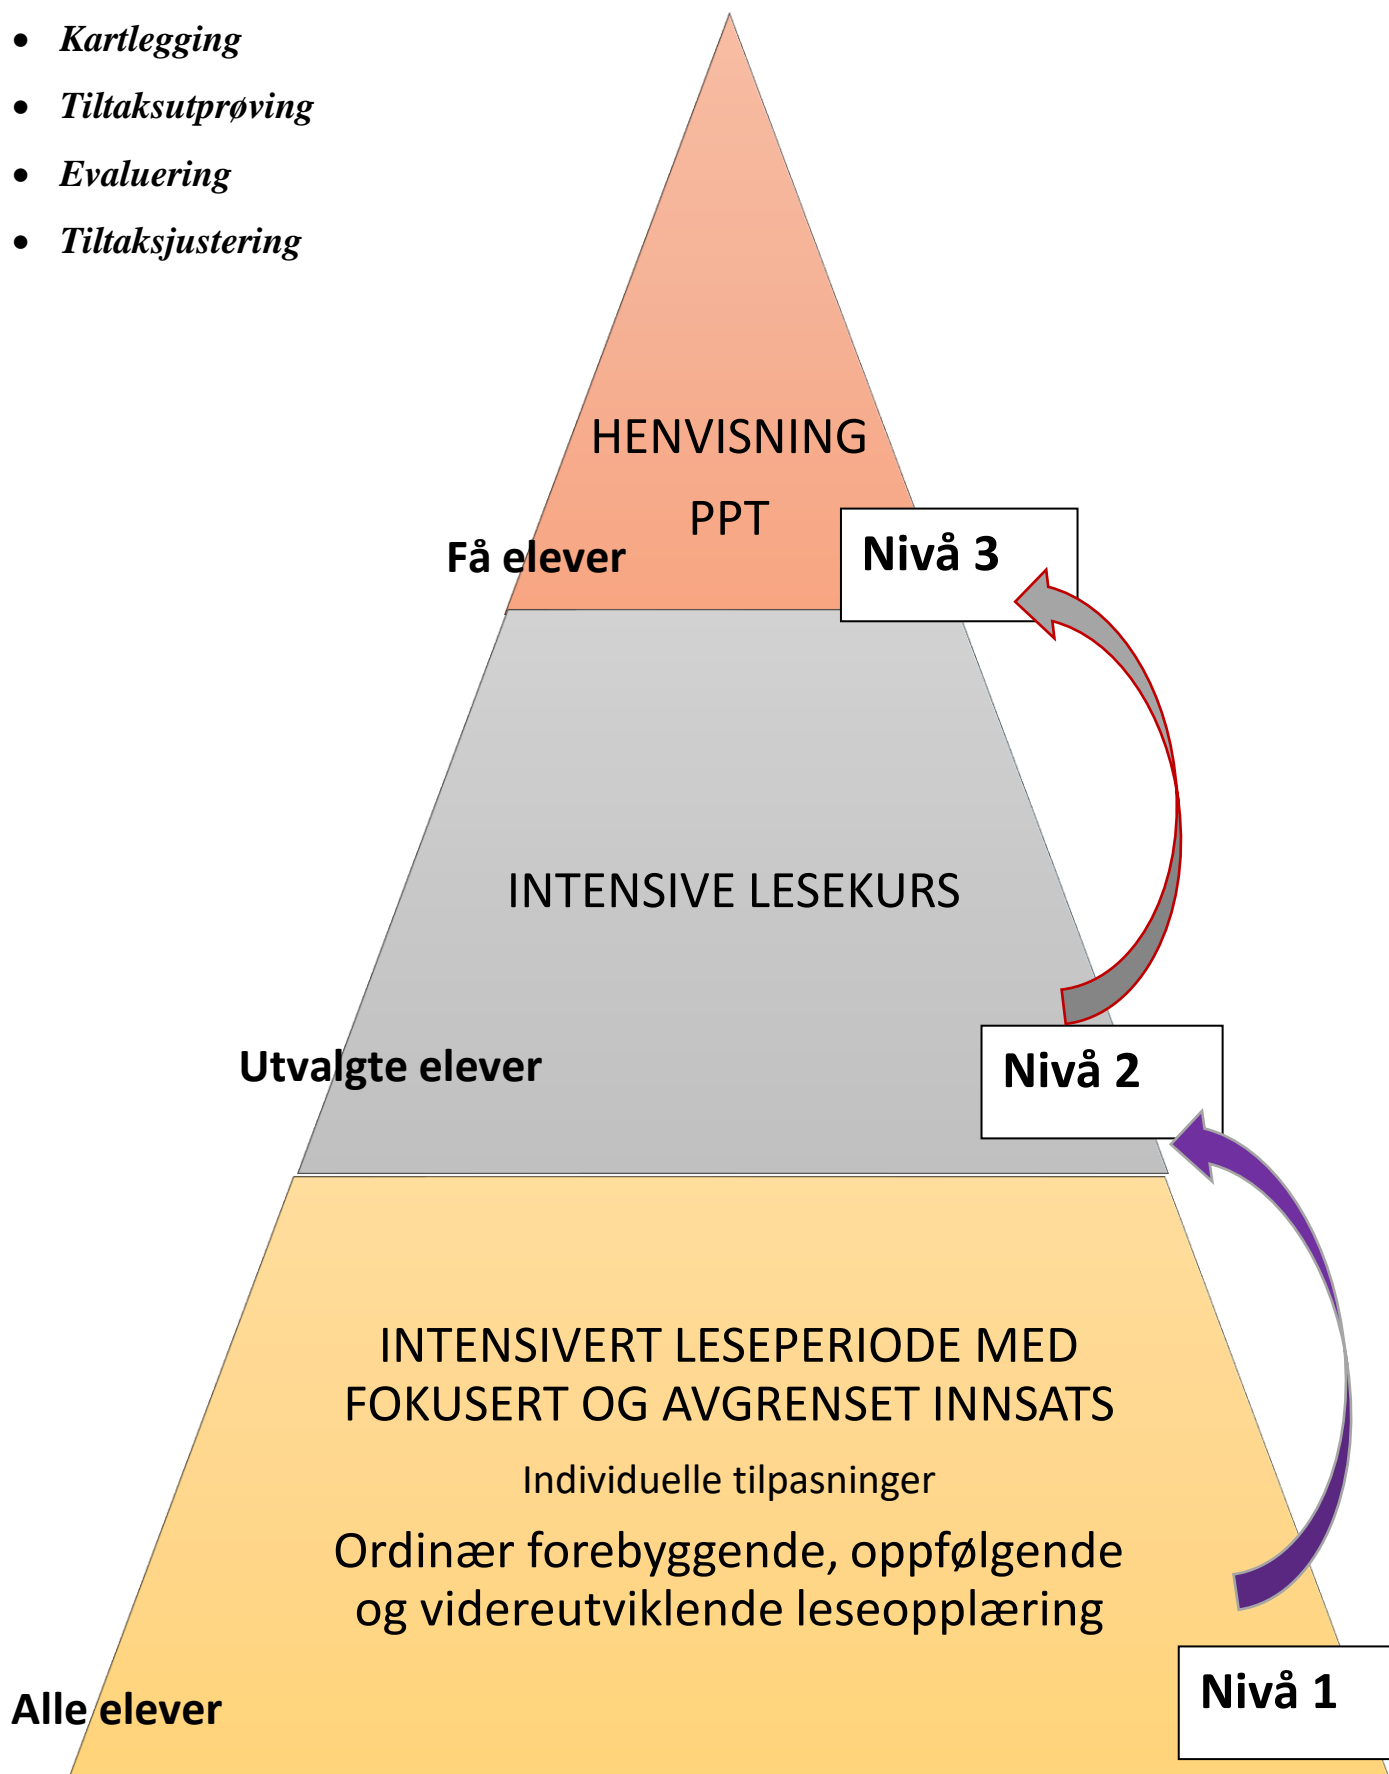 • Kartlegging
• Tiltaksutprøving
• Evaluering
• Tiltaksjustering
HENVISNING
PPT
Få elever
Nivå 3
INTENSIVE LESEKURS
Utvalgte elever
Nivå 2
INTENSIVERT LESEPERIODE MED
FOKUSERT OG AVGRENSET INNSATS
Individuelle tilpasninger
Ordinær forebyggende, oppfølgende
og videreutviklende leseopplæring
Alle elever
Nivå 1